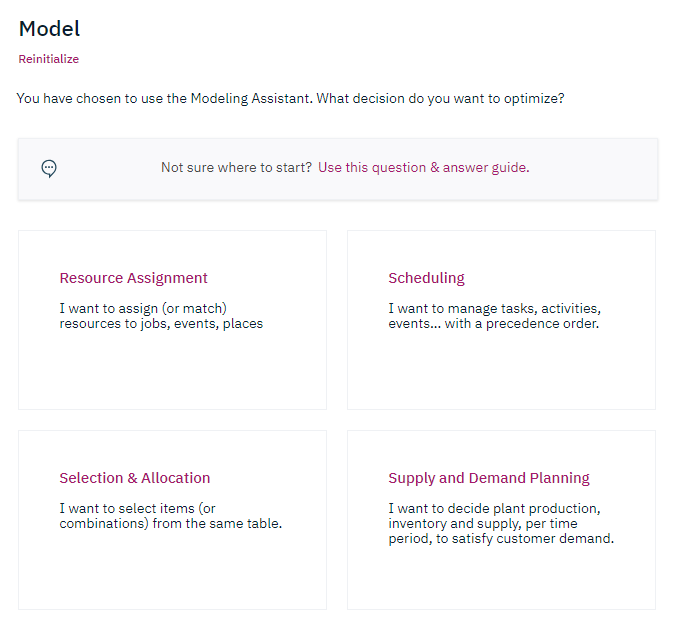 Model
Reinitialize
You have chosen to use the Modeling Assistant. What decision do you want to optimize?
Not sure where to start? Use this question & answer guide.
Resource Assignment
I want to assign (or match)
resources to jobs, events, places
Scheduling
I want to manage tasks, activities,
events... with a precedence order.
Selection & Allocation
I want to select items (or
combinations) from the same table.
Supply and Demand Planning
I want to decide plant production,
inventory and supply, per time
period, to satisfy customer demand.